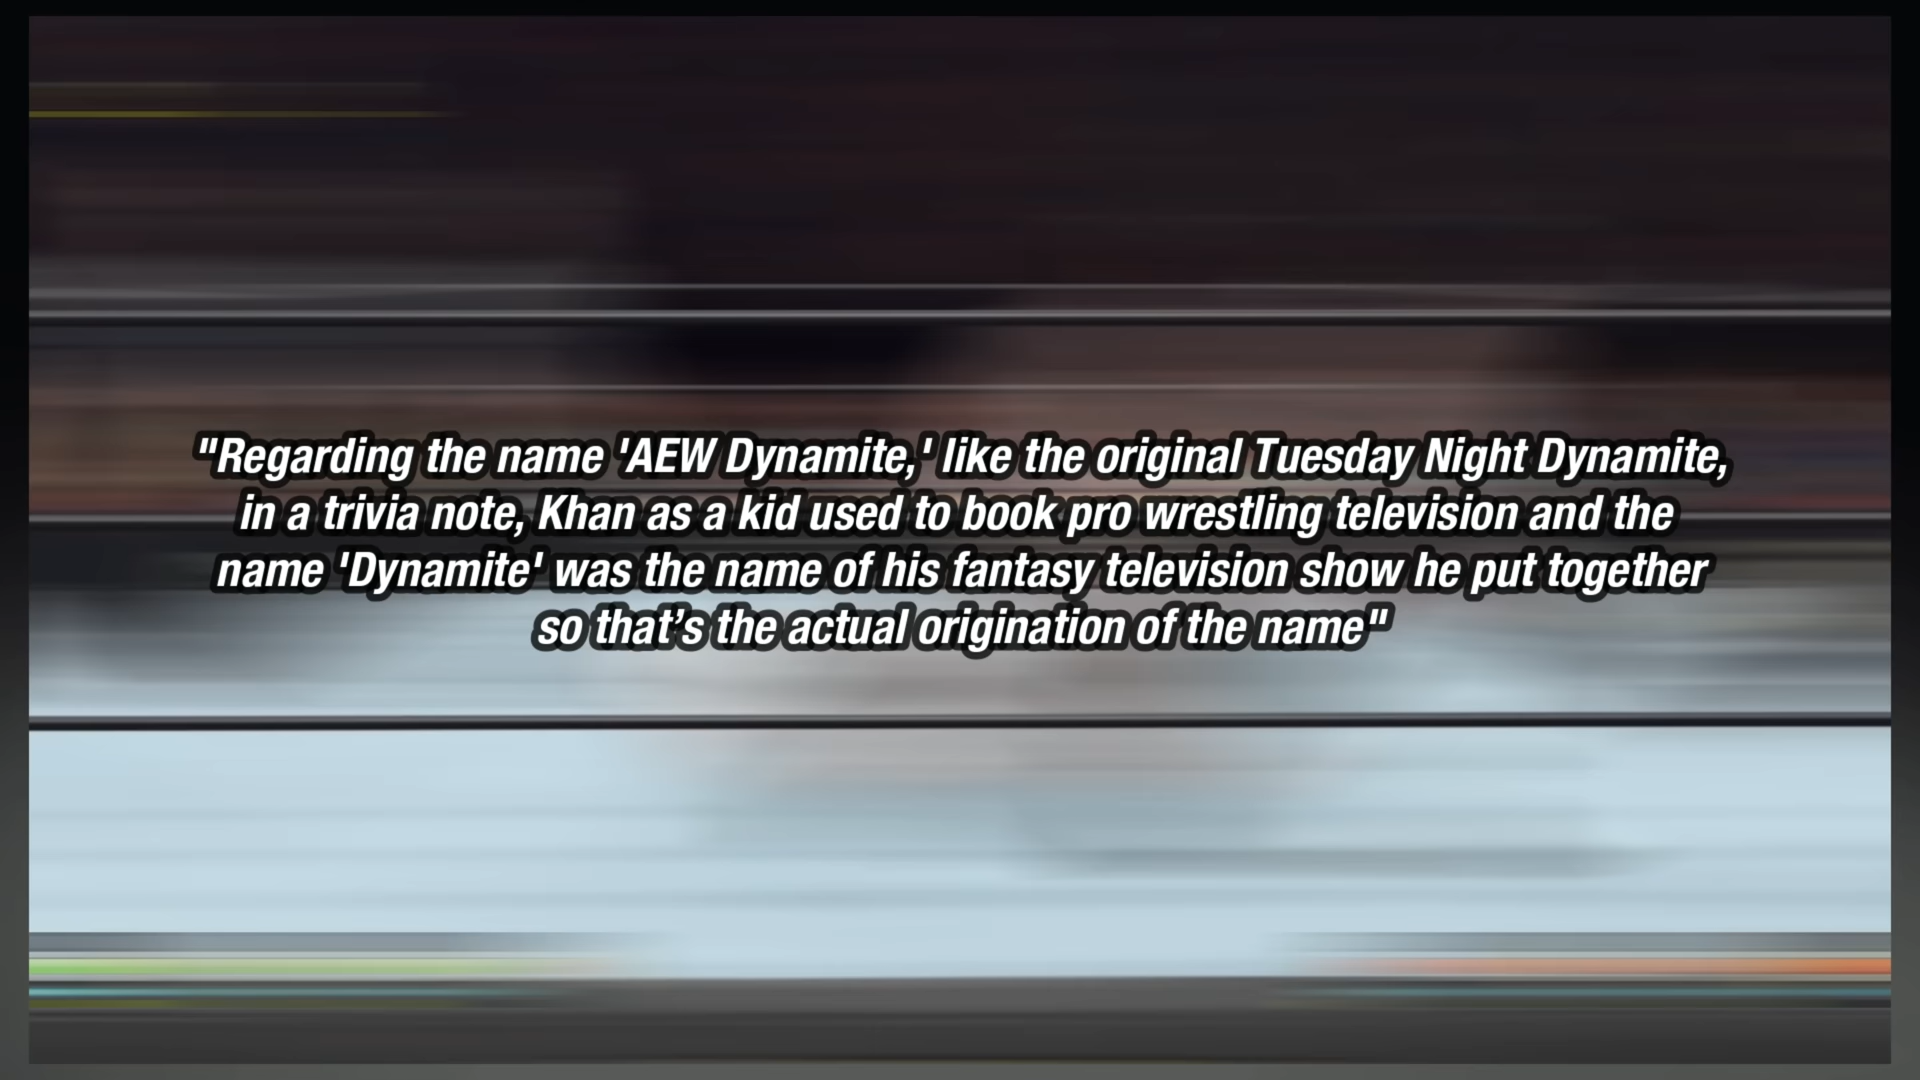 "Regarding the name 'AEW Dynamite,' like the original Tuesday Night Dynamite,
in a trivia note, Khan as a kid used to book pro wrestling television and the
name 'Dynamite' was the name of his fantasy television show he put together
so that’s the actual origination of the name"